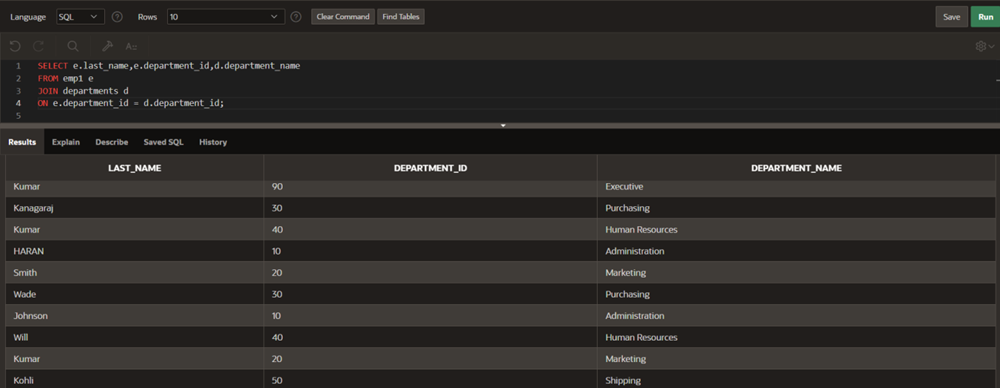 Language SQL Rows 10 Clear Command Find Tables Save Run
A=
1 SELECT e.last_name,e.department_id,d.department_name
2 FROM emp1 e
3 JOIN departments d
4 ON e.department_id = d.department_id;
5
Results Explain Describe Saved SQL History
LAST_NAME DEPARTMENT_ID DEPARTMENT_NAME
Kumar 90 Executive
Kanagaraj 30 Purchasing
Kumar 40 Human Resources
HARAN 10 Administration
Smith 20 Marketing
Wade 30 Purchasing
Johnson 10 Administration
Will 40 Human Resources
Kumar 20 Marketing
Kohli 50 Shipping